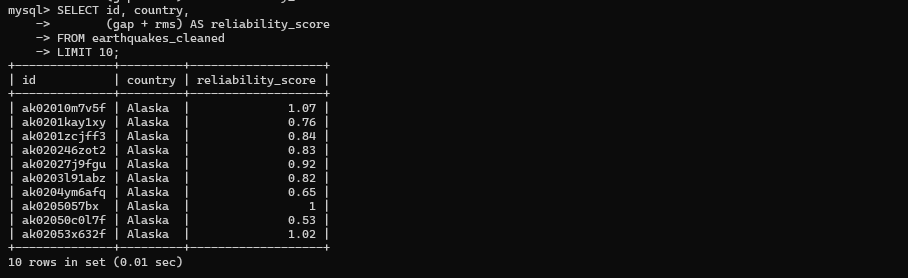 mysql> SELECT id, country,
    ->        (gap + rms) AS reliability_score
    -> FROM earthquakes_cleaned
    -> LIMIT 10;
+--------------+---------+-------------------+
| id           | country | reliability_score |
+--------------+---------+-------------------+
| ak02010m7v5f | Alaska  |              1.07 |
| ak0201kay1xy | Alaska  |              0.76 |
| ak0201zcjff3 | Alaska  |              0.84 |
| ak020246zot2 | Alaska  |              0.83 |
| ak02027j9fgu | Alaska  |              0.92 |
| ak0203l91abz | Alaska  |              0.82 |
| ak0204ym6afq | Alaska  |              0.65 |
| ak0205057bx  | Alaska  |                 1 |
| ak02050c0l7f | Alaska  |              0.53 |
| ak02053x632f | Alaska  |              1.02 |
+--------------+---------+-------------------+
10 rows in set (0.01 sec)